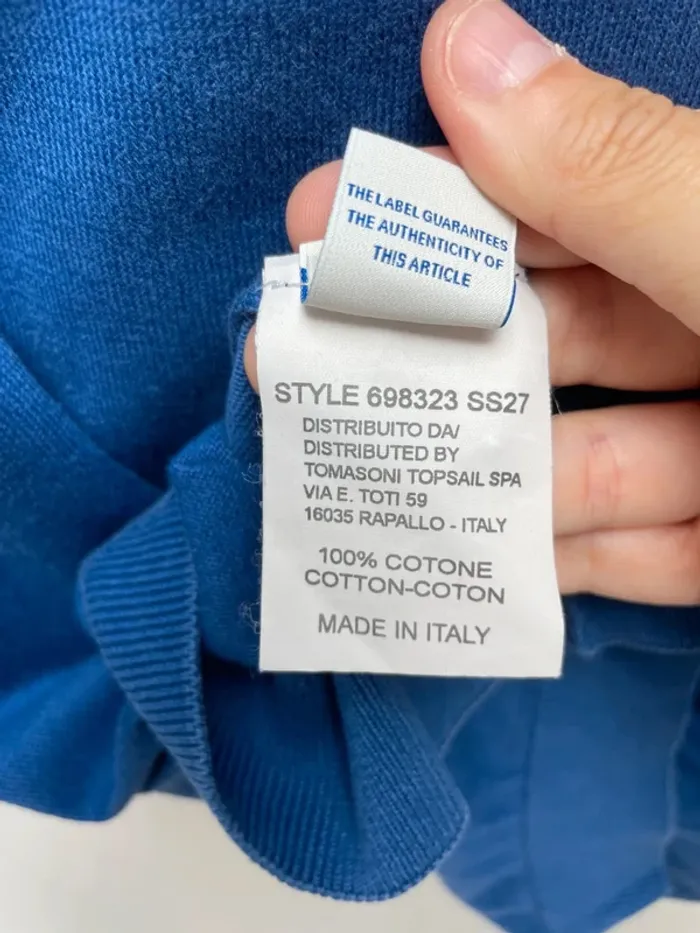 THE LABEL GUARANTEES
THE AUTHENTICITY OF
THIS ARTICLE
STYLE 698323 SS27
DISTRIBUITO DA/
DISTRIBUTED BY
TOMASONI TOPSAIL SPA
VIA E. TOTI 59
16035 RAPALLO - ITALY
100% COTONE
COTTON-COTON
MADE IN ITALY